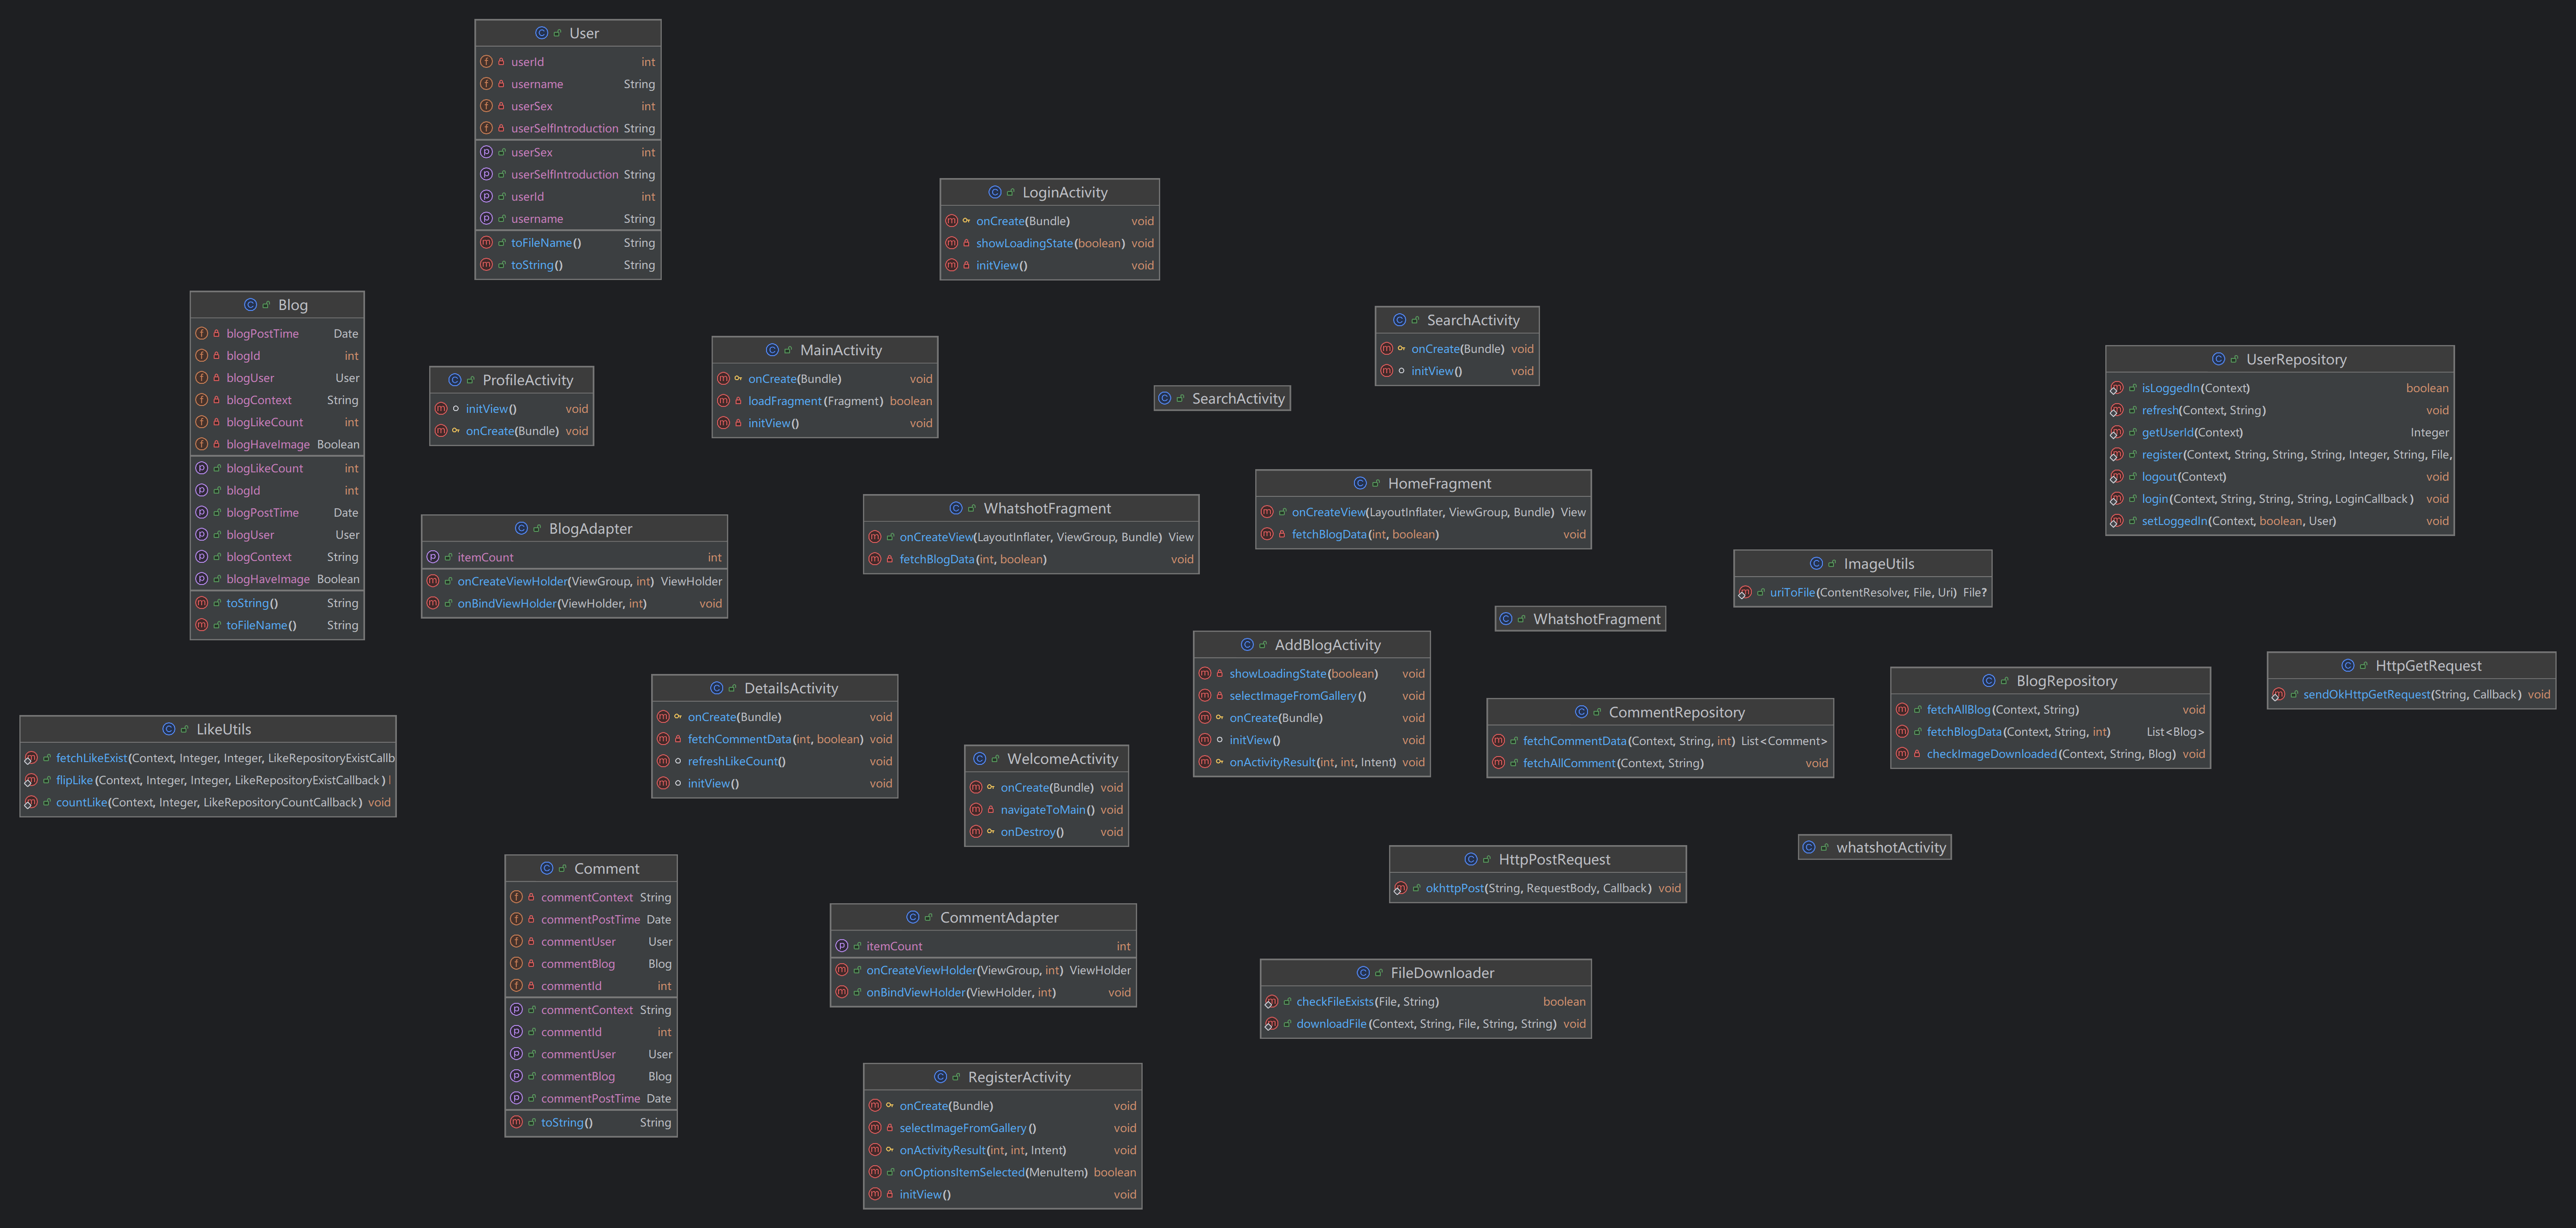 User
userId int
username String
userSex int
userSelfIntroduction String
userSex int
userSelfIntroduction String
userId int
username String
toFileName() String
toString() String
LoginActivity
onCreate(Bundle) void
showLoadingState(boolean) void
initView() void
Blog
blogPostTime Date
blogId int
blogUser User
blogContext String
blogLikeCount int
blogHaveImage Boolean
blogLikeCount int
blogId int
blogPostTime Date
blogUser User
blogContext String
blogHaveImage Boolean
toString() String
toFileName() String
ProfileActivity
initView() void
onCreate(Bundle) void
MainActivity
onCreate(Bundle) void
loadFragment(Fragment) boolean
initView() void
SearchActivity
onCreate(Bundle) void
initView() void
SearchActivity
UserRepository
isLoggedIn(Context) boolean
refresh(Context, String) void
getUserId(Context) Integer
register(Context, String, String, String, Integer, String, File,
logout(Context) void
login(Context, String, String, String, LoginCallback) void
setLoggedIn(Context, boolean, User) void
BlogAdapter
itemCount int
onCreateViewHolder(ViewGroup, int) ViewHolder
onBindViewHolder(ViewHolder, int) void
WhatshotFragment
onCreateView(LayoutInflater, ViewGroup, Bundle) View
fetchBlogData(int, boolean) void
HomeFragment
onCreateView(LayoutInflater, ViewGroup, Bundle) View
fetchBlogData(int, boolean) void
ImageUtils
uriToFile(ContentResolver, File, Uri) File?
WhatshotFragment
LikeUtils
fetchLikeExist(Context, Integer, Integer, LikeRepositoryExistCallb
flipLike(Context, Integer, Integer, LikeRepositoryExistCallback)
countLike(Context, Integer, LikeRepositoryCountCallback) void
DetailsActivity
onCreate(Bundle) void
fetchCommentData(int, boolean) void
refreshLikeCount() void
initView() void
WelcomeActivity
onCreate(Bundle) void
navigateToMain() void
onDestroy() void
AddBlogActivity
showLoadingState(boolean) void
selectImageFromGallery() void
onCreate(Bundle) void
initView() void
onActivityResult(int, int, Intent) void
CommentRepository
fetchCommentData(Context, String, int) List<Comment>
fetchAllComment(Context, String) void
BlogRepository
fetchAllBlog(Context, String) void
fetchBlogData(Context, String, int) List<Blog>
checkImageDownloaded(Context, String, Blog) void
HttpGetRequest
sendOkHttpGetRequest(String, Callback) void
Comment
commentContext String
commentPostTime Date
commentUser User
commentBlog Blog
commentId int
commentContext String
commentId int
commentUser User
commentBlog Blog
commentPostTime Date
toString() String
CommentAdapter
itemCount int
onCreateViewHolder(ViewGroup, int) ViewHolder
onBindViewHolder(ViewHolder, int) void
HttpPostRequest
okhttpPost(String, RequestBody, Callback) void
whatshotActivity
FileDownloader
checkFileExists(File, String) boolean
downloadFile(Context, String, File, String, String) void
RegisterActivity
onCreate(Bundle) void
selectImageFromGallery() void
onActivityResult(int, int, Intent) void
onOptionsItemSelected(MenuItem) boolean
initView() void